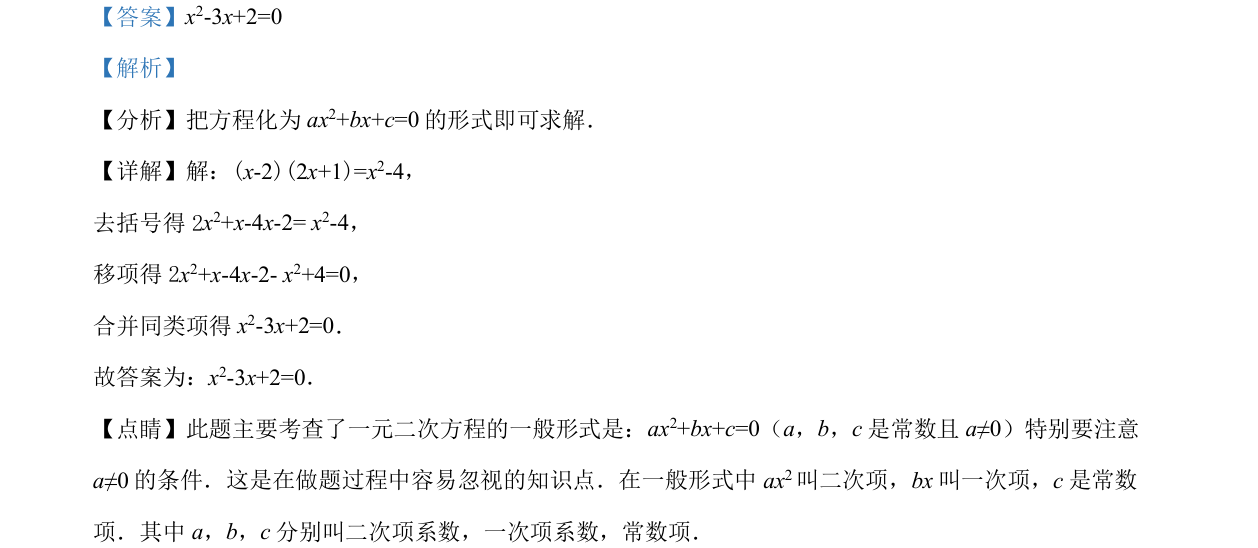 【答案】x²-3x+2=0
【解析】
【分析】把方程化为 ax²+bx+c=0 的形式即可求解．
【详解】解：(x-2)(2x+1)=x²-4，
去括号得 2x²+x-4x-2= x²-4，
移项得 2x²+x-4x-2- x²+4=0，
合并同类项得 x²-3x+2=0．
故答案为：x²-3x+2=0．
【点睛】此题主要考查了一元二次方程的一般形式是：ax²+bx+c=0（a，b，c 是常数且 a≠0）特别要注意
a≠0 的条件．这是在做题过程中容易忽视的知识点．在一般形式中 ax² 叫二次项，bx 叫一次项，c 是常数
项．其中 a，b，c 分别叫二次项系数，一次项系数，常数项．